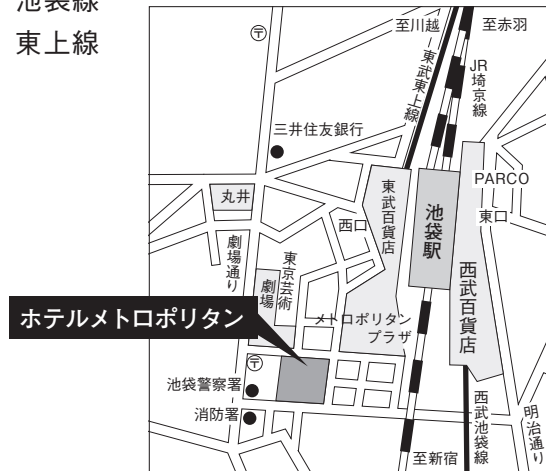 池袋線
東上線
〒
至川越
至赤羽
東武東上線
JR埼京線
三井住友銀行
丸井
東武百貨店
池袋駅
PARCO
東口
西口
西武百貨店
劇場通り
東京芸術
劇場
ホテルメトロポリタン
メトロポリタン
プラザ
〒
池袋警察署
消防署
西武池袋線
明治通り
至新宿